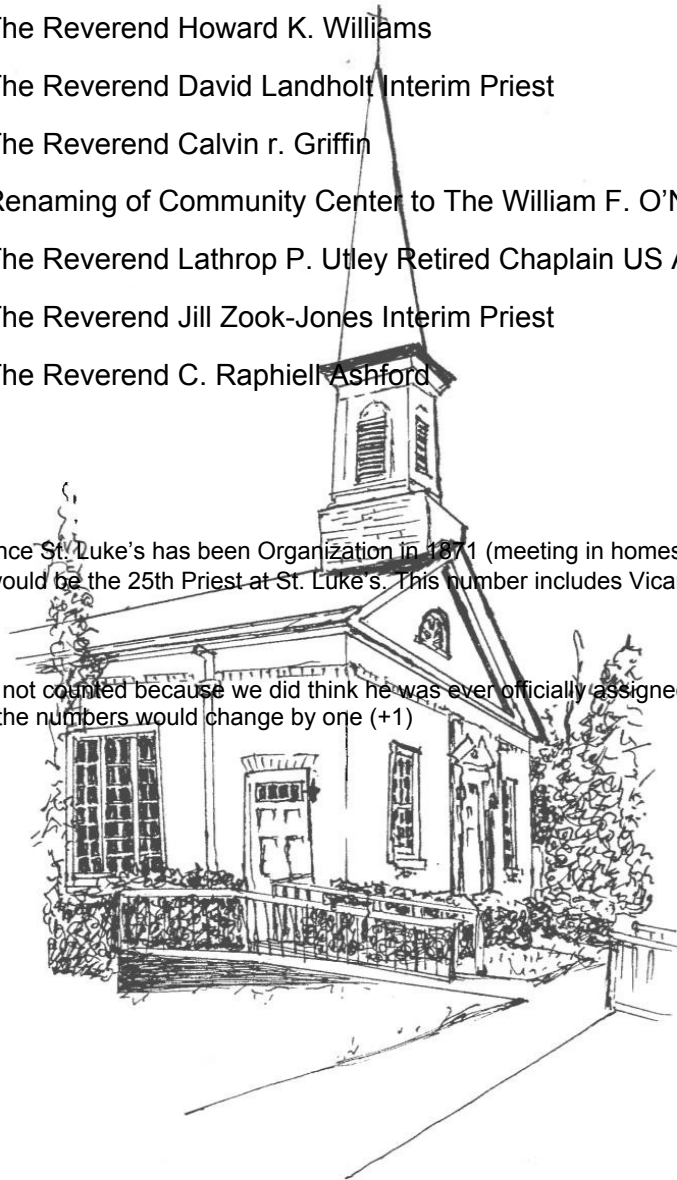 The Reverend Howard K. Williams
The Reverend David Landholt Interim Priest
The Reverend Calvin r. Griffin
Renaming of Community Center to The William F. O’N
The Reverend Lathrop P. Utley Retired Chaplain US A
The Reverend Jill Zook-Jones Interim Priest
The Reverend C. Raphiell Ashford
nce St. Luke’s has been Organization in 1871 (meeting in homes
would be the 25th Priest at St. Luke’s. This number includes Vica
not counted because we did think he was ever officially assigned
the numbers would change by one (+1)